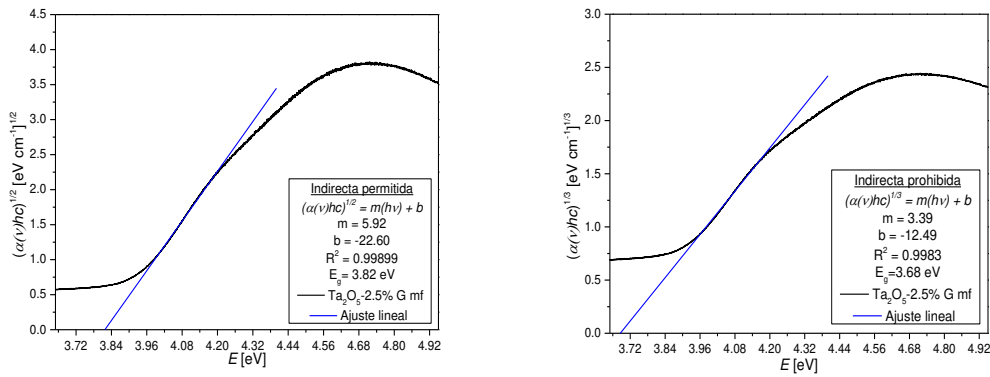 4.5
4.0
3.5
3.0
2.5
2.0
1.5
1.0
0.5
0.0
(α(ν)hc)^1/2 [eV cm^-1]^1/2
Indirecta permitida
(α(ν)hc)^1/2 = m(hν) + b
m = 5.92
b = -22.60
R^2 = 0.99899
E_g = 3.82 eV
Ta_2O_5-2.5% G mf
Ajuste lineal
3.72 3.84 3.96 4.08 4.20 4.32 4.44 4.56 4.68 4.80 4.92
E [eV]
3.0
2.5
2.0
1.5
1.0
0.5
0.0
(α(ν)hc)^1/3 [eV cm^-1]^1/3
Indirecta prohibida
(α(ν)hc)^1/3 = m(hν) + b
m = 3.39
b = -12.49
R^2 = 0.9983
E_g=3.68 eV
Ta_2O_5-2.5% G mf
Ajuste lineal
3.72 3.84 3.96 4.08 4.20 4.32 4.44 4.56 4.68 4.80 4.92
E [eV]